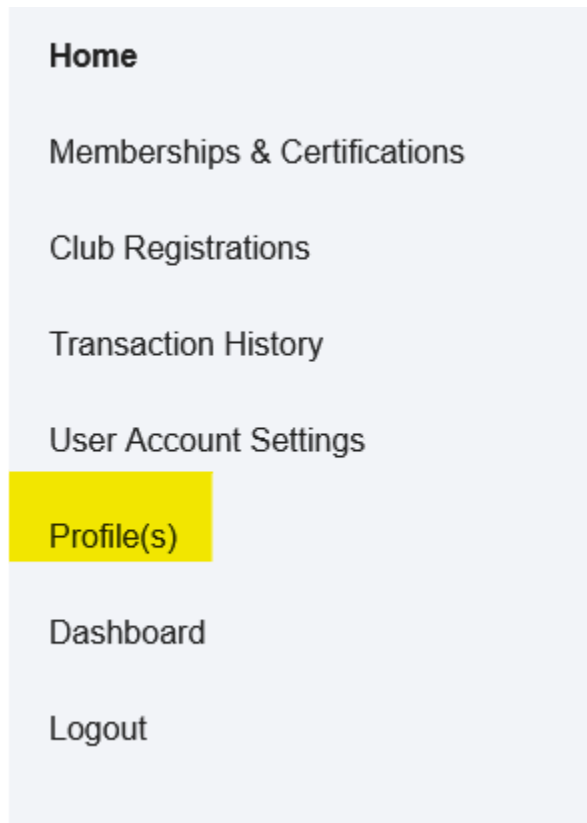 Home
Memberships & Certifications
Club Registrations
Transaction History
User Account Settings
Profile(s)
Dashboard
Logout